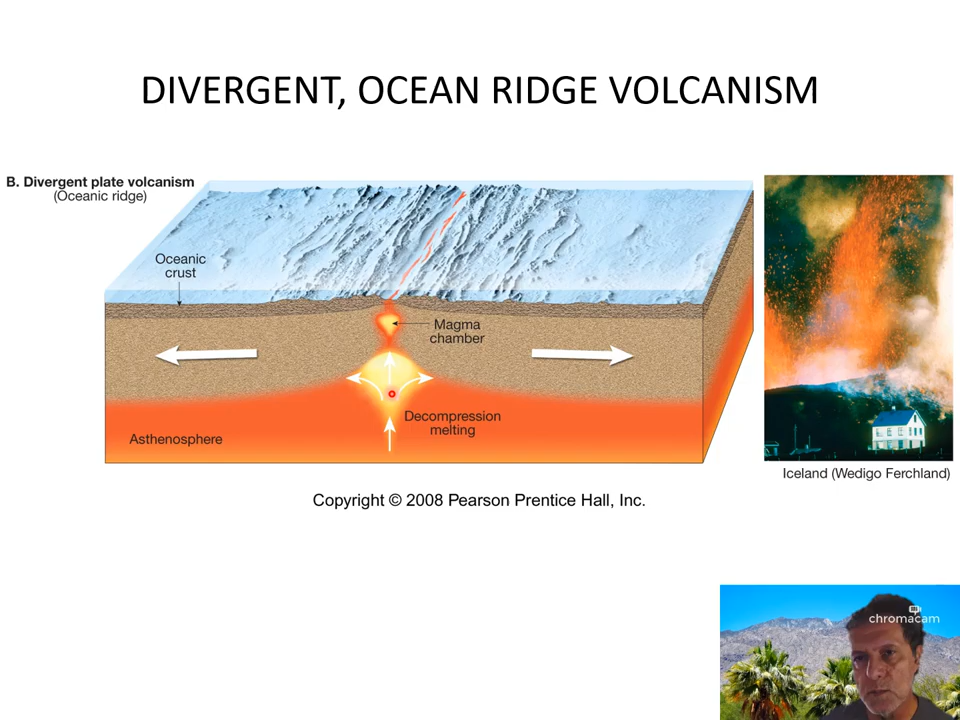 DIVERGENT, OCEAN RIDGE VOLCANISM
B. Divergent plate volcanism
(Oceanic ridge)
Oceanic
crust
Magma
chamber
Decompression
melting
Asthenosphere
Iceland (Wedigo Ferchland)
Copyright © 2008 Pearson Prentice Hall, Inc.
chromacam